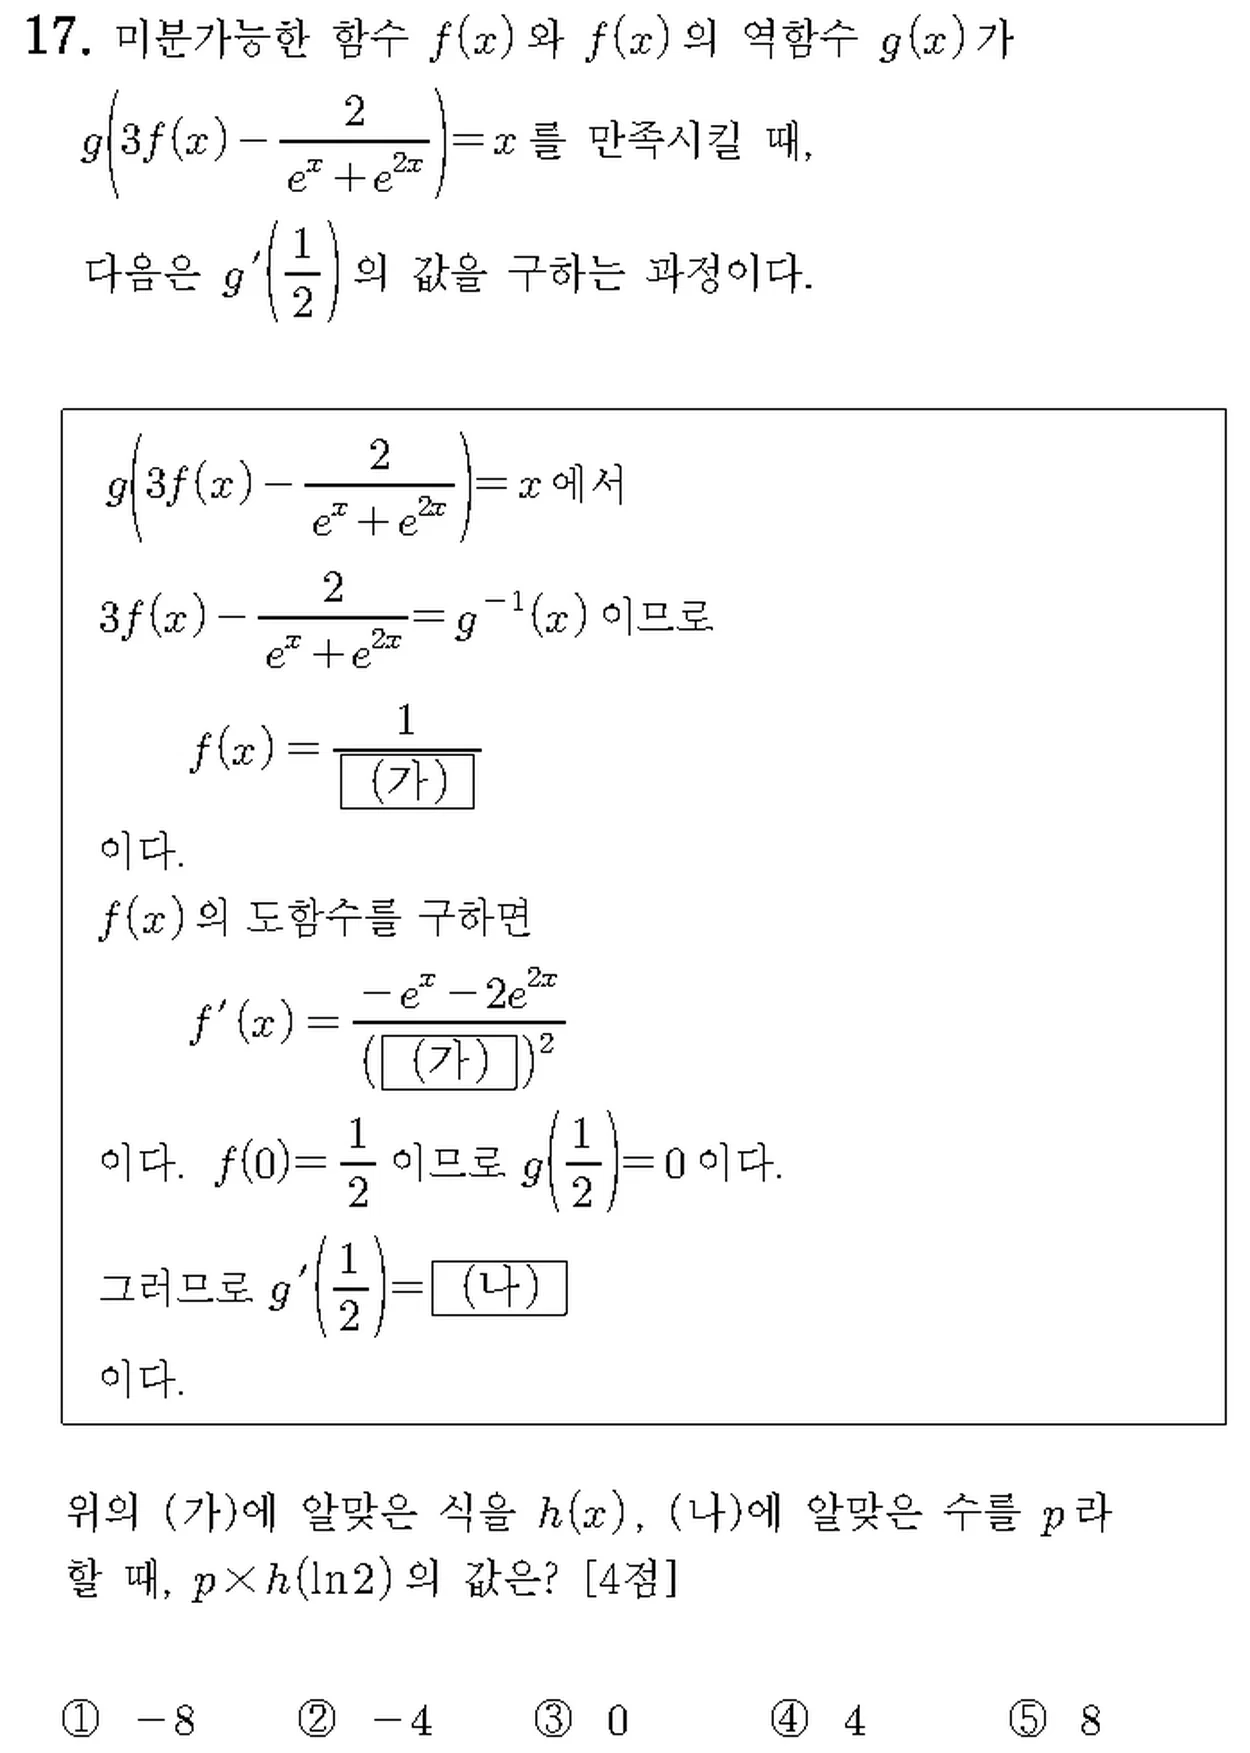 17. 미분가능한 함수 f(x)와 f(x)의 역함수 g(x)가
g(3f(x) - 2/(e^x + e^{2x})) = x 를 만족시킬 때,
다음은 g′(1/2)의 값을 구하는 과정이다.
g(3f(x) - 2/(e^x + e^{2x})) = x 에서
3f(x) - 2/(e^x + e^{2x}) = g^{-1}(x) 이므로
f(x) = 1/(가)
이다.
f(x)의 도함수를 구하면
f′(x) = (-e^x - 2e^{2x})/((가))^2
이다. f(0) = 1/2 이므로 g(1/2) = 0 이다.
그러므로 g′(1/2) = (나)
이다.
위의 (가)에 알맞은 식을 h(x), (나)에 알맞은 수를 p라
할 때, p×h(ln2)의 값은? [4점]
① -8 ② -4 ③ 0 ④ 4 ⑤ 8